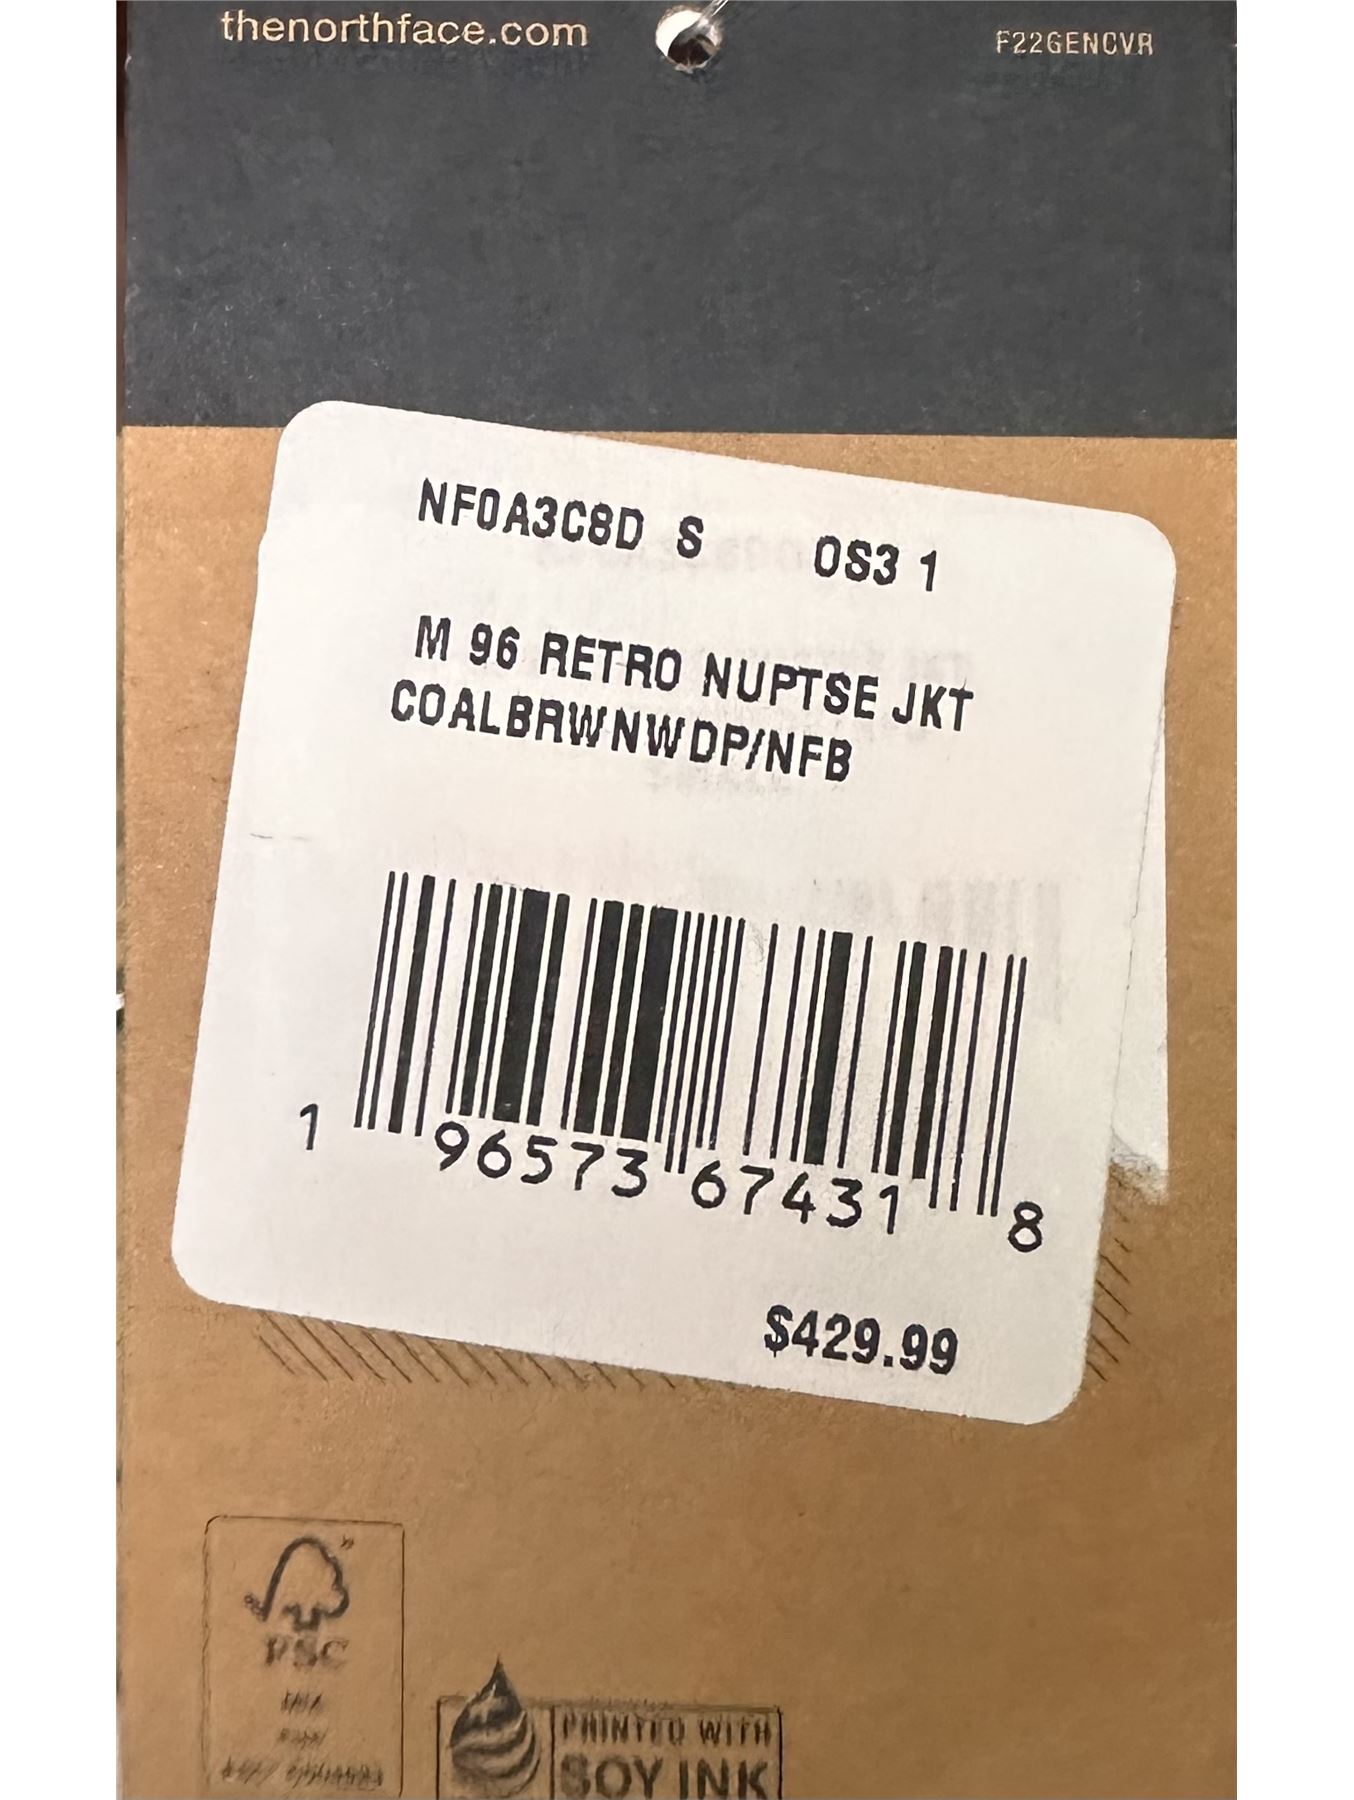 thenorthface.com
F22GENCVR
NF0A3C8D S OS3 1
M 96 RETRO NUPTSE JKT
COALBRWNWDP/NFB
1 96573 67431 8
$429.99
FSC
PRINTED WITH
SOY INK